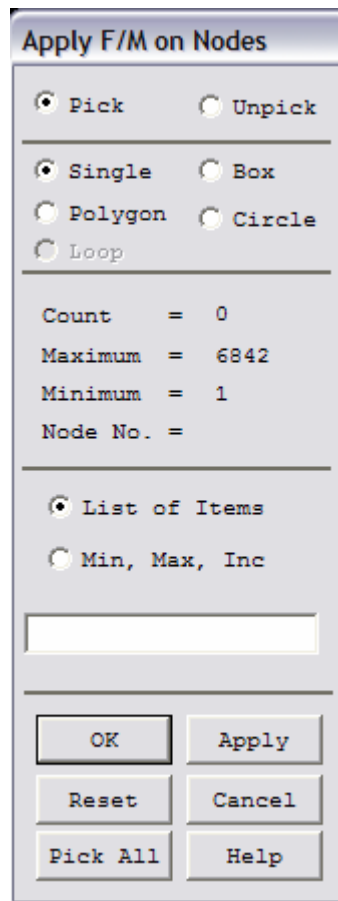 Apply F/M on Nodes
Pick Unpick
Single Box
Polygon Circle
Loop
Count = 0
Maximum = 6842
Minimum = 1
Node No. =
List of Items
Min, Max, Inc
OK Apply
Reset Cancel
Pick All Help